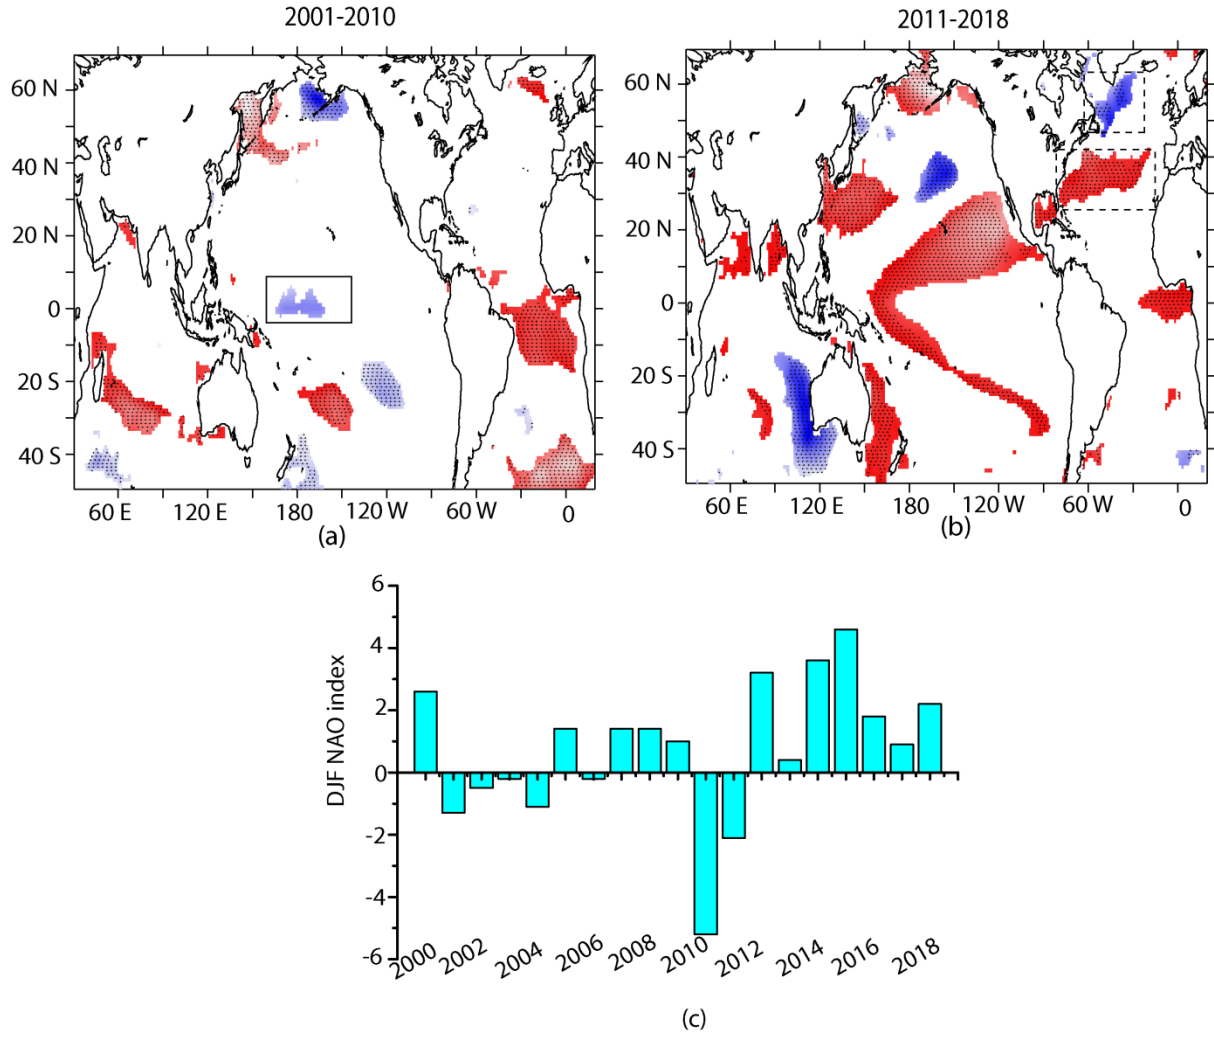 2001-2010
2011-2018
60 N
40 N
20 N
0
20 S
40 S
60 E 120 E 180 120 W 60 W 0
(a)
60 N
40 N
20 N
0
20 S
40 S
60 E 120 E 180 120 W 60 W 0
(b)
DJF NAO index
6
4
2
0
-2
-4
-6
2000 2002 2004 2006 2008 2010 2012 2014 2016 2018
(c)